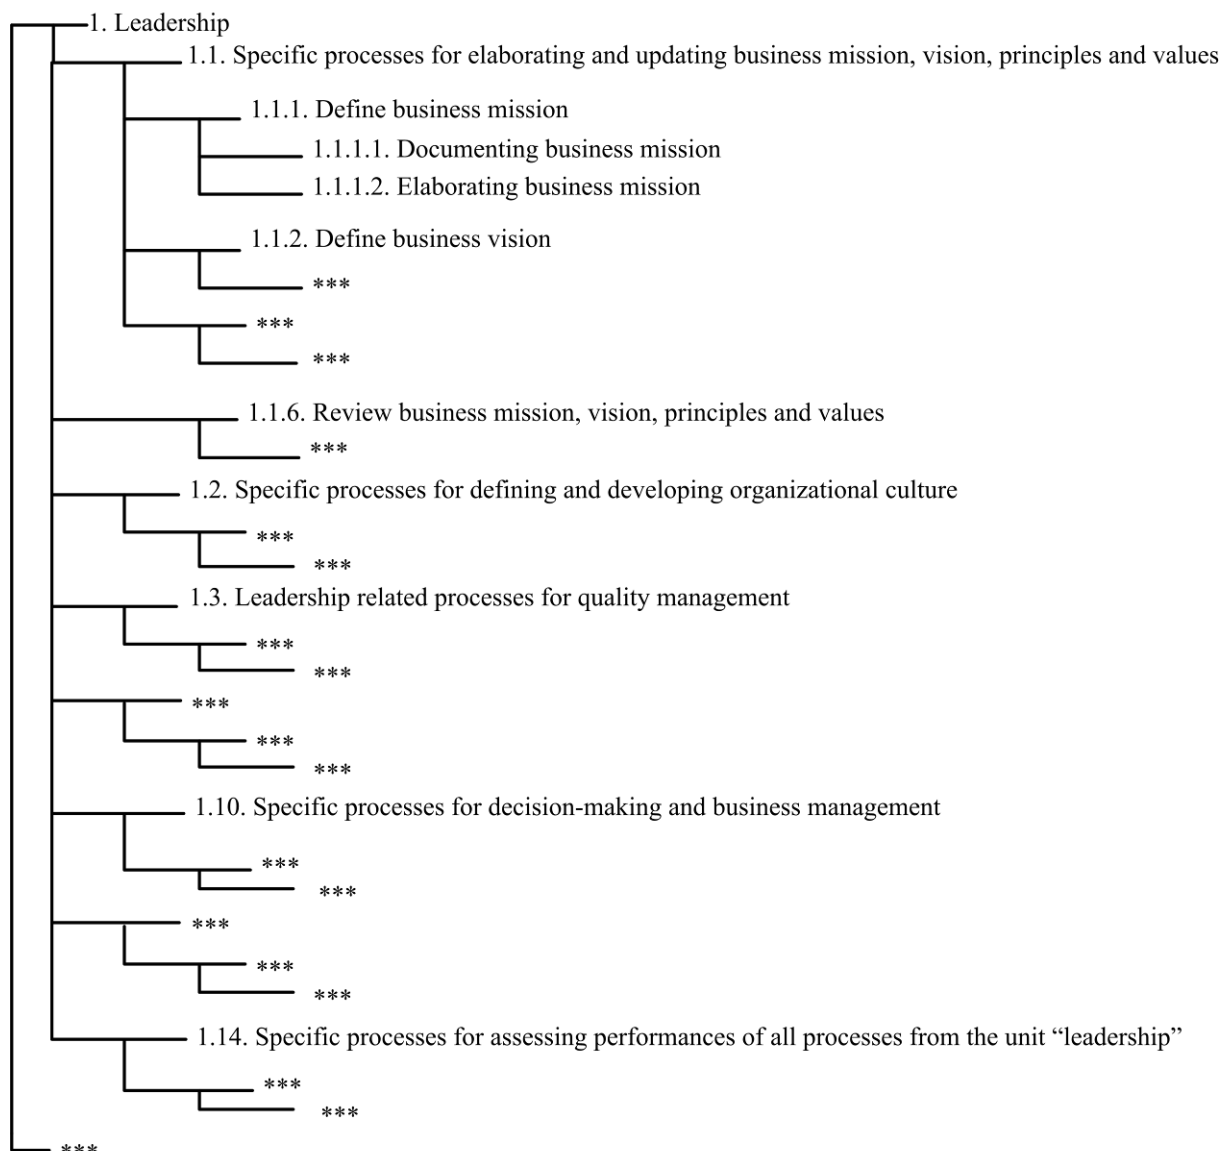 1. Leadership
1.1. Specific processes for elaborating and updating business mission, vision, principles and values
1.1.1. Define business mission
1.1.1.1. Documenting business mission
1.1.1.2. Elaborating business mission
1.1.2. Define business vision
***
***
***
1.1.6. Review business mission, vision, principles and values
***
1.2. Specific processes for defining and developing organizational culture
***
***
1.3. Leadership related processes for quality management
***
***
***
***
***
1.10. Specific processes for decision-making and business management
***
***
***
***
***
1.14. Specific processes for assessing performances of all processes from the unit “leadership”
***
***
***